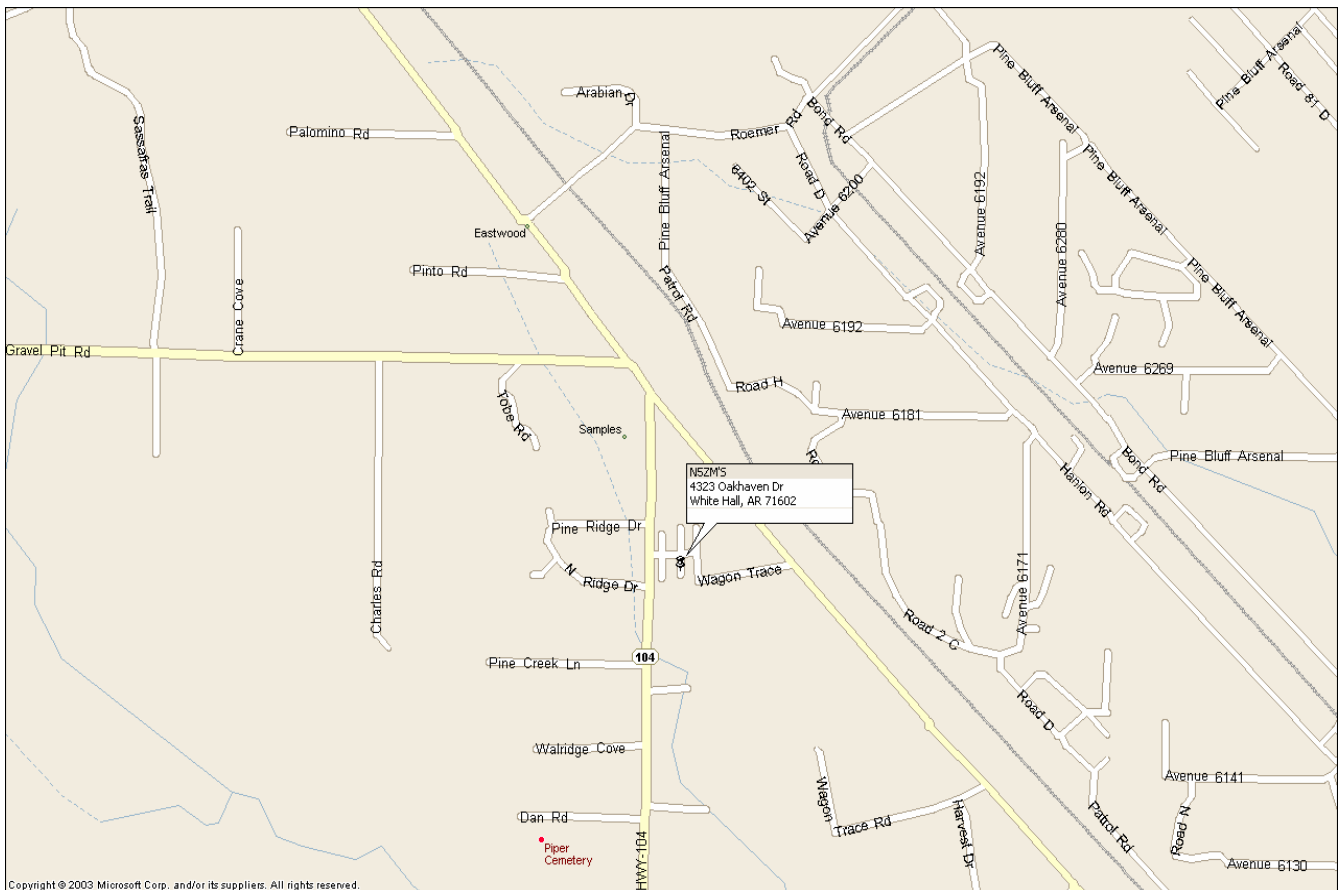 Pine Bluff Arsenal
Road 81 D
Pine Bluff Arsenal
Arabian Dr
Bond Rd
Sassafras Trail
Palomino Rd
Roemer Rd
Pine Bluff Arsenal
Pine Bluff Arsenal
Road D
6402 St
Avenue 6200
Avenue 6192
Eastwood
Avenue 6280
Pinto Rd
Patrol Rd
Pine Bluff Arsenal
Crane Cove
Avenue 6192
Gravel Pit Rd
Avenue 6269
Road H
Tobe Rd
Avenue 6181
Samples
Bond Rd
Pine Bluff Arsenal
Hanlon Rd
N5ZM'S
4323 Oakhaven Dr
White Hall, AR 71602
Pine Ridge Dr
N Ridge Dr
Wagon Trace
Charles Rd
Avenue 6171
Road 2 C
104
Pine Creek Ln
Road D
Walridge Cove
Avenue 6141
Wagon Trace Rd
Harvest Dr
Patrol Rd
Road N
Dan Rd
HWY-104
Piper
Cemetery
Avenue 6130
Copyright © 2003 Microsoft Corp. and/or its suppliers. All rights reserved.